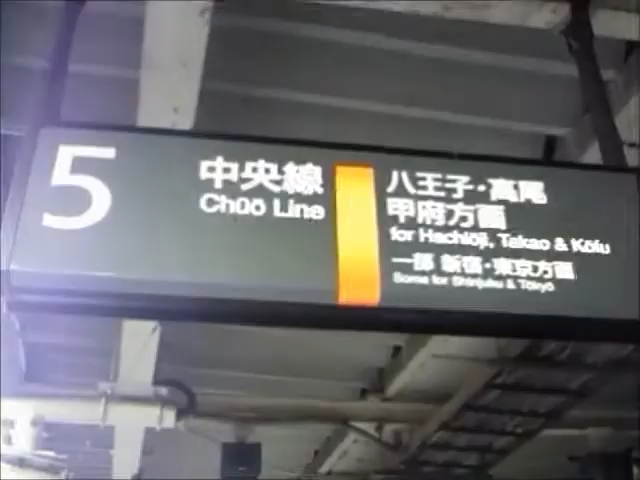 5
中央線
Chūō Line
八王子・高尾
甲府方面
for Hachiōji, Takao & Kōfu
一部 新宿・東京方面
Some for Shinjuku & Tōkyō